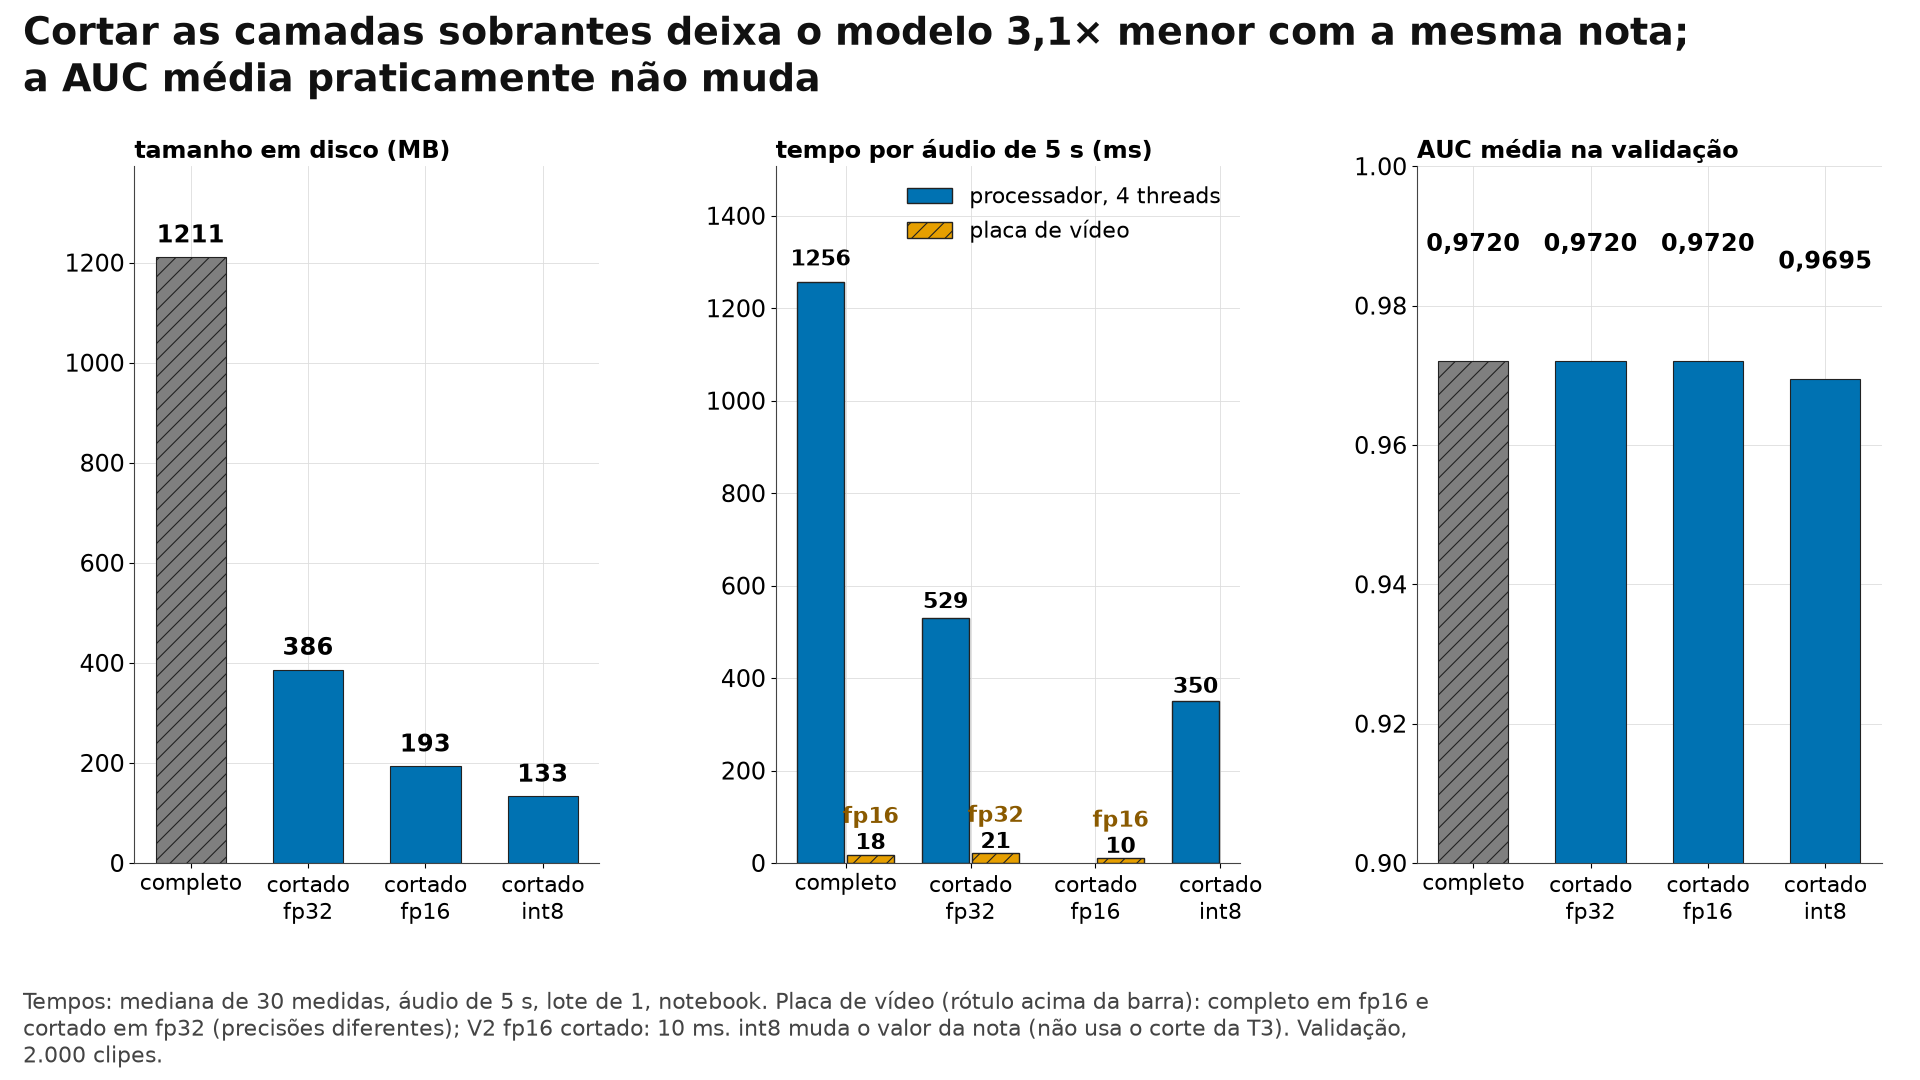 Cortar as camadas sobrantes deixa o modelo 3,1× menor com a mesma nota;
a AUC média praticamente não muda
tamanho em disco (MB)
1200
1000
800
600
400
200
0
1211
386
193
133
completo
cortado
fp32
cortado
fp16
cortado
int8
tempo por áudio de 5 s (ms)
processador, 4 threads
placa de vídeo
1400
1200
1000
800
600
400
200
0
1256
fp16
18
529
fp32
21
fp16
10
350
completo
cortado
fp32
cortado
fp16
cortado
int8
AUC média na validação
1.00
0.98
0.96
0.94
0.92
0.90
0,9720
0,9720
0,9720
0,9695
completo
cortado
fp32
cortado
fp16
cortado
int8
Tempos: mediana de 30 medidas, áudio de 5 s, lote de 1, notebook. Placa de vídeo (rótulo acima da barra): completo em fp16 e
cortado em fp32 (precisões diferentes); V2 fp16 cortado: 10 ms. int8 muda o valor da nota (não usa o corte da T3). Validação,
2.000 clipes.